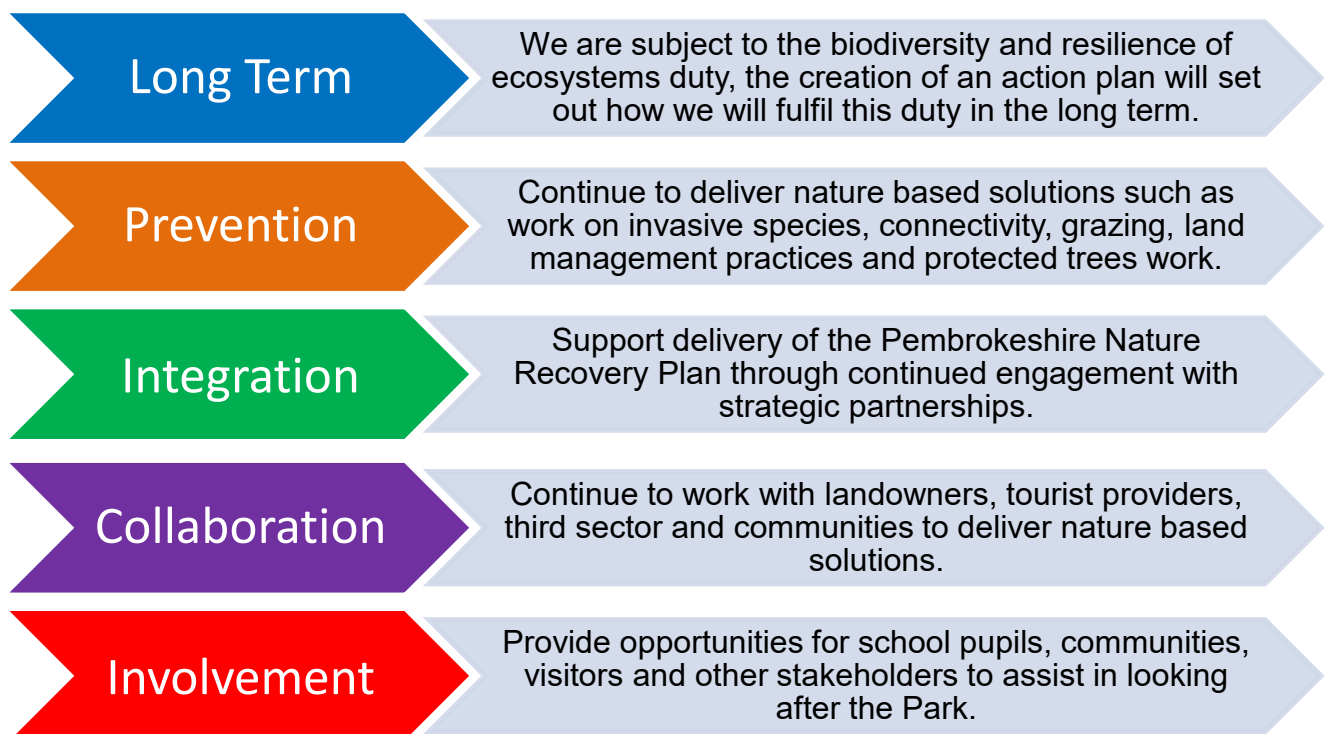 Long Term
We are subject to the biodiversity and resilience of
ecosystems duty, the creation of an action plan will set
out how we will fulfil this duty in the long term.
Prevention
Continue to deliver nature based solutions such as
work on invasive species, connectivity, grazing, land
management practices and protected trees work.
Integration
Support delivery of the Pembrokeshire Nature
Recovery Plan through continued engagement with
strategic partnerships.
Collaboration
Continue to work with landowners, tourist providers,
third sector and communities to deliver nature based
solutions.
Involvement
Provide opportunities for school pupils, communities,
visitors and other stakeholders to assist in looking
after the Park.